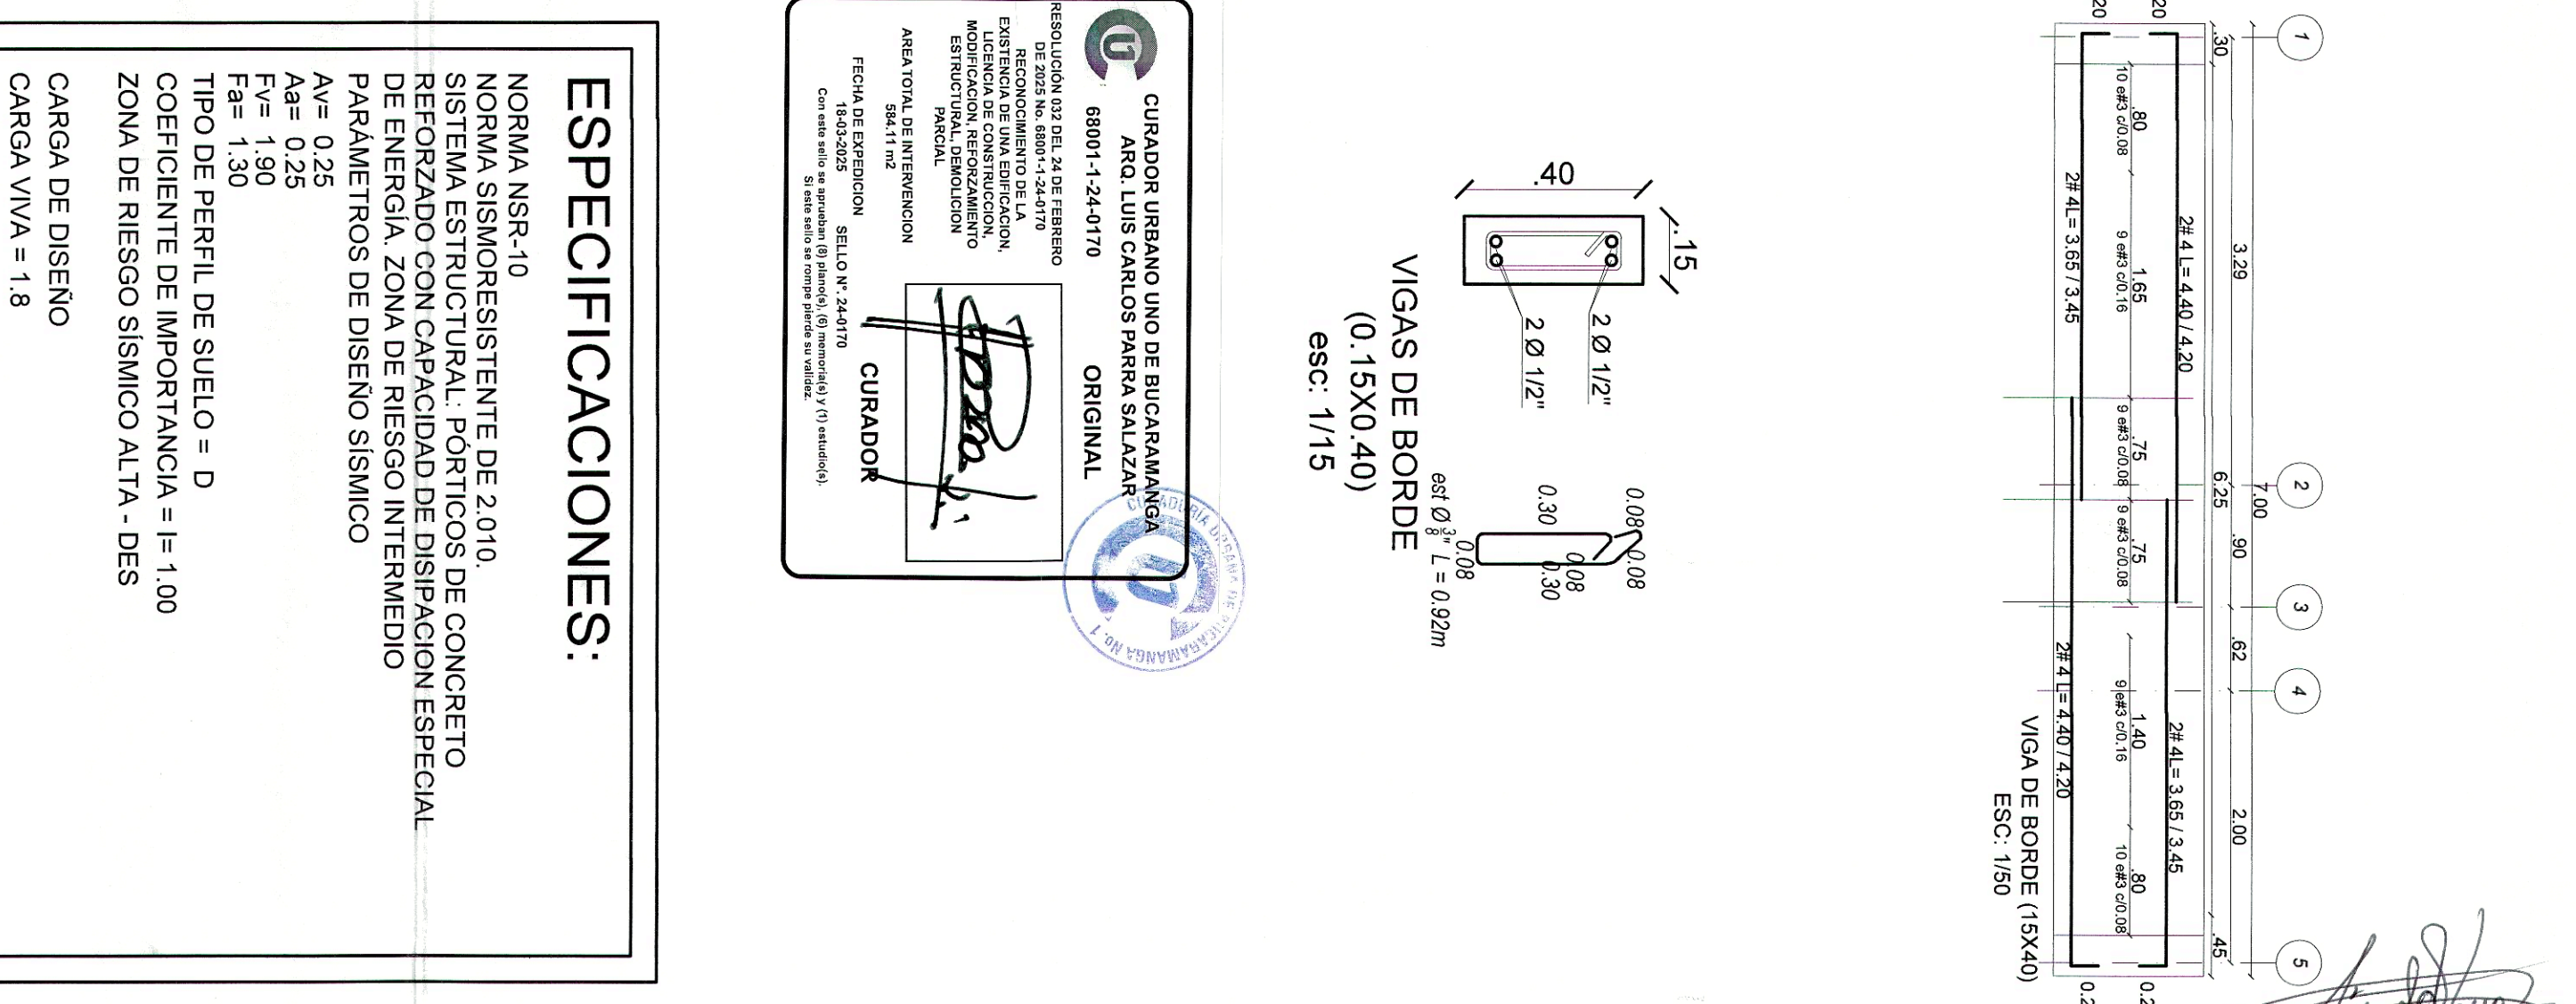 1
2
3
4
5
7.00
3.29
.90
.62
2.00
.30
6.25
.45
20
2# 4 L= 4.40 / 4.20
2# 4L= 3.65 / 3.45
.80
1.65
.75
.75
1.40
.80
10 e#3 c/0.08
9 e#3 c/0.16
9 e#3 c/0.08
9 e#3 c/0.08
9 e#3 c/0.16
10 e#3 c/0.08
20
2# 4L= 3.65 / 3.45
2# 4 L= 4.40 / 4.20
VIGA DE BORDE (15X40)
ESC: 1/50
.15
.40
2 Ø 1/2"
2 Ø 1/2"
0.08
0.08
0.30
0.08
0.30
0.08
est Ø 3/8" L = 0.92m
VIGAS DE BORDE
(0.15X0.40)
esc: 1/15
CURADOR URBANO UNO DE BUCARAMANGA
ARQ. LUIS CARLOS PARRA SALAZAR
68001-1-24-0170
ORIGINAL
RESOLUCIÓN 032 DEL 24 DE FEBRERO
DE 2025 No. 68001-1-24-0170
RECONOCIMIENTO DE LA
EXISTENCIA DE UNA EDIFICACION,
LICENCIA DE CONSTRUCCION,
MODIFICACION, REFORZAMIENTO
ESTRUCTURAL, DEMOLICION
PARCIAL
AREA TOTAL DE INTERVENCION
584.11 m2
FECHA DE EXPEDICION
18-03-2025
SELLO N°. 24-0170
CURADOR
Con este sello se aprueban (8) plano(s), (6) memoria(s) y (1) estudio(s).
Si este sello se rompe pierde su validez.
CURADURIA URBANA DE BUCARAMANGA No. 1
ESPECIFICACIONES:
NORMA NSR-10
NORMA SISMORESISTENTE DE 2.010.
SISTEMA ESTRUCTURAL: PÓRTICOS DE CONCRETO
REFORZADO CON CAPACIDAD DE DISIPACION ESPECIAL
DE ENERGÍA. ZONA DE RIESGO INTERMEDIO
PARÁMETROS DE DISEÑO SÍSMICO
Av= 0.25
Aa= 0.25
Fv= 1.90
Fa= 1.30
TIPO DE PERFIL DE SUELO = D
COEFICIENTE DE IMPORTANCIA = I= 1.00
ZONA DE RIESGO SÍSMICO ALTA - DES
CARGA DE DISEÑO
CARGA VIVA = 1.8